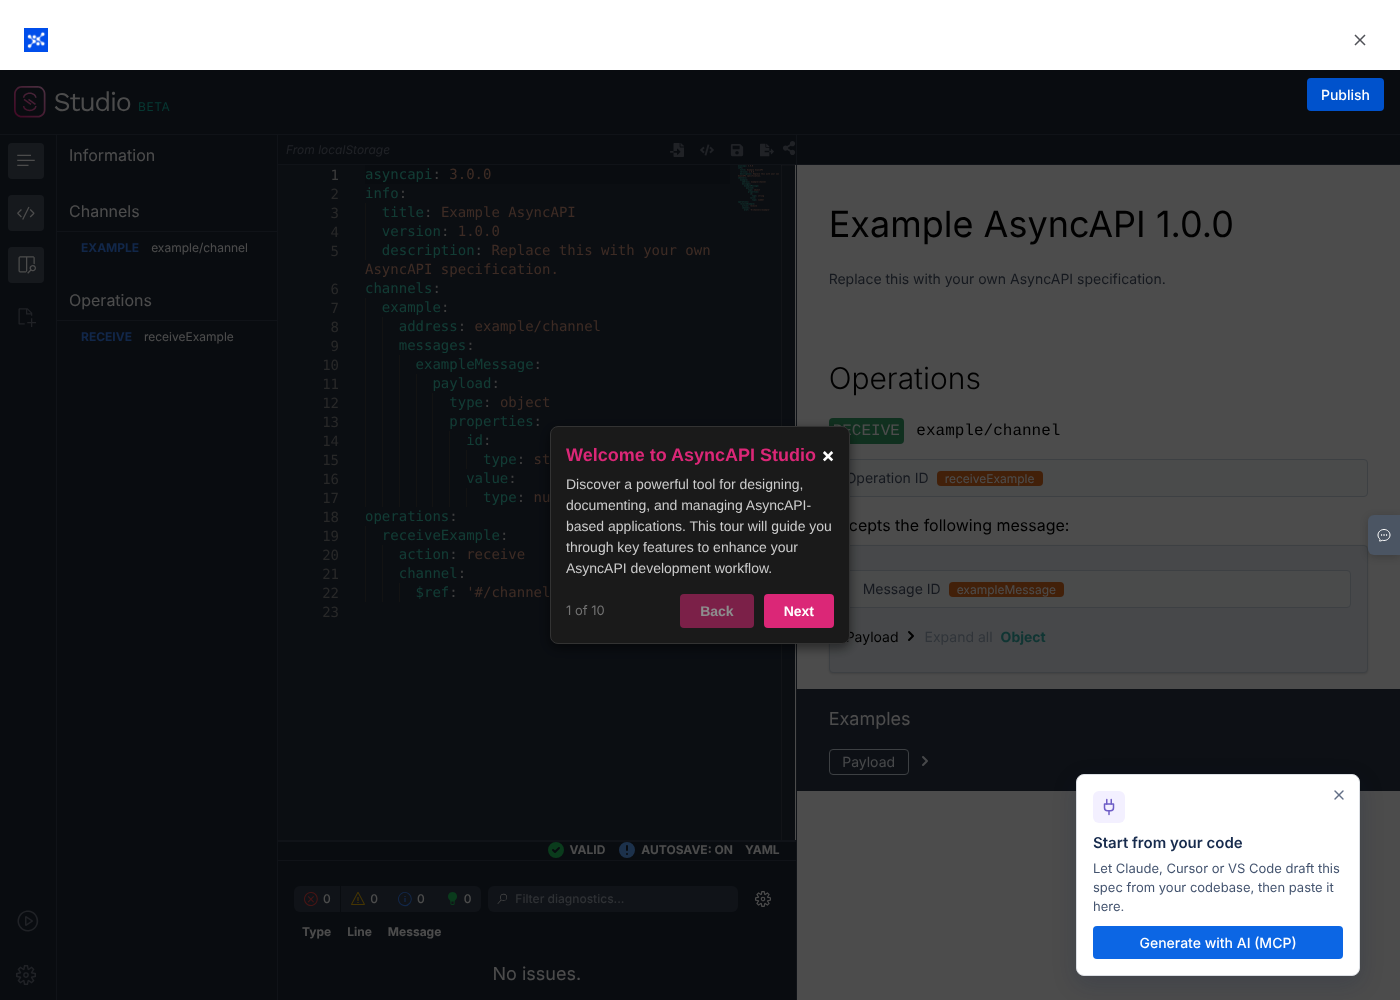 Studio BETA
Publish
Information
Channels
EXAMPLE example/channel
Operations
RECEIVE receiveExample
From localStorage
1 asyncapi: 3.0.0
2 info:
3 title: Example AsyncAPI
4 version: 1.0.0
5 description: Replace this with your own
AsyncAPI specification.
6 channels:
7 example:
8 address: example/channel
9 messages:
10 exampleMessage:
11 payload:
12 type: object
13 properties:
14 id:
15 type: st
16 value:
17 type: nu
18 operations:
19 receiveExample:
20 action: receive
21 channel:
22 $ref: '#/channel
23
VALID AUTOSAVE: ON YAML
0 0 0 0 Filter diagnostics...
Type Line Message
No issues.
Example AsyncAPI 1.0.0
Replace this with your own AsyncAPI specification.
Operations
RECEIVE example/channel
Operation ID receiveExample
cepts the following message:
Message ID exampleMessage
Payload Expand all Object
Examples
Payload
Welcome to AsyncAPI Studio
Discover a powerful tool for designing,
documenting, and managing AsyncAPI-
based applications. This tour will guide you
through key features to enhance your
AsyncAPI development workflow.
1 of 10 Back Next
Start from your code
Let Claude, Cursor or VS Code draft this
spec from your codebase, then paste it
here.
Generate with AI (MCP)